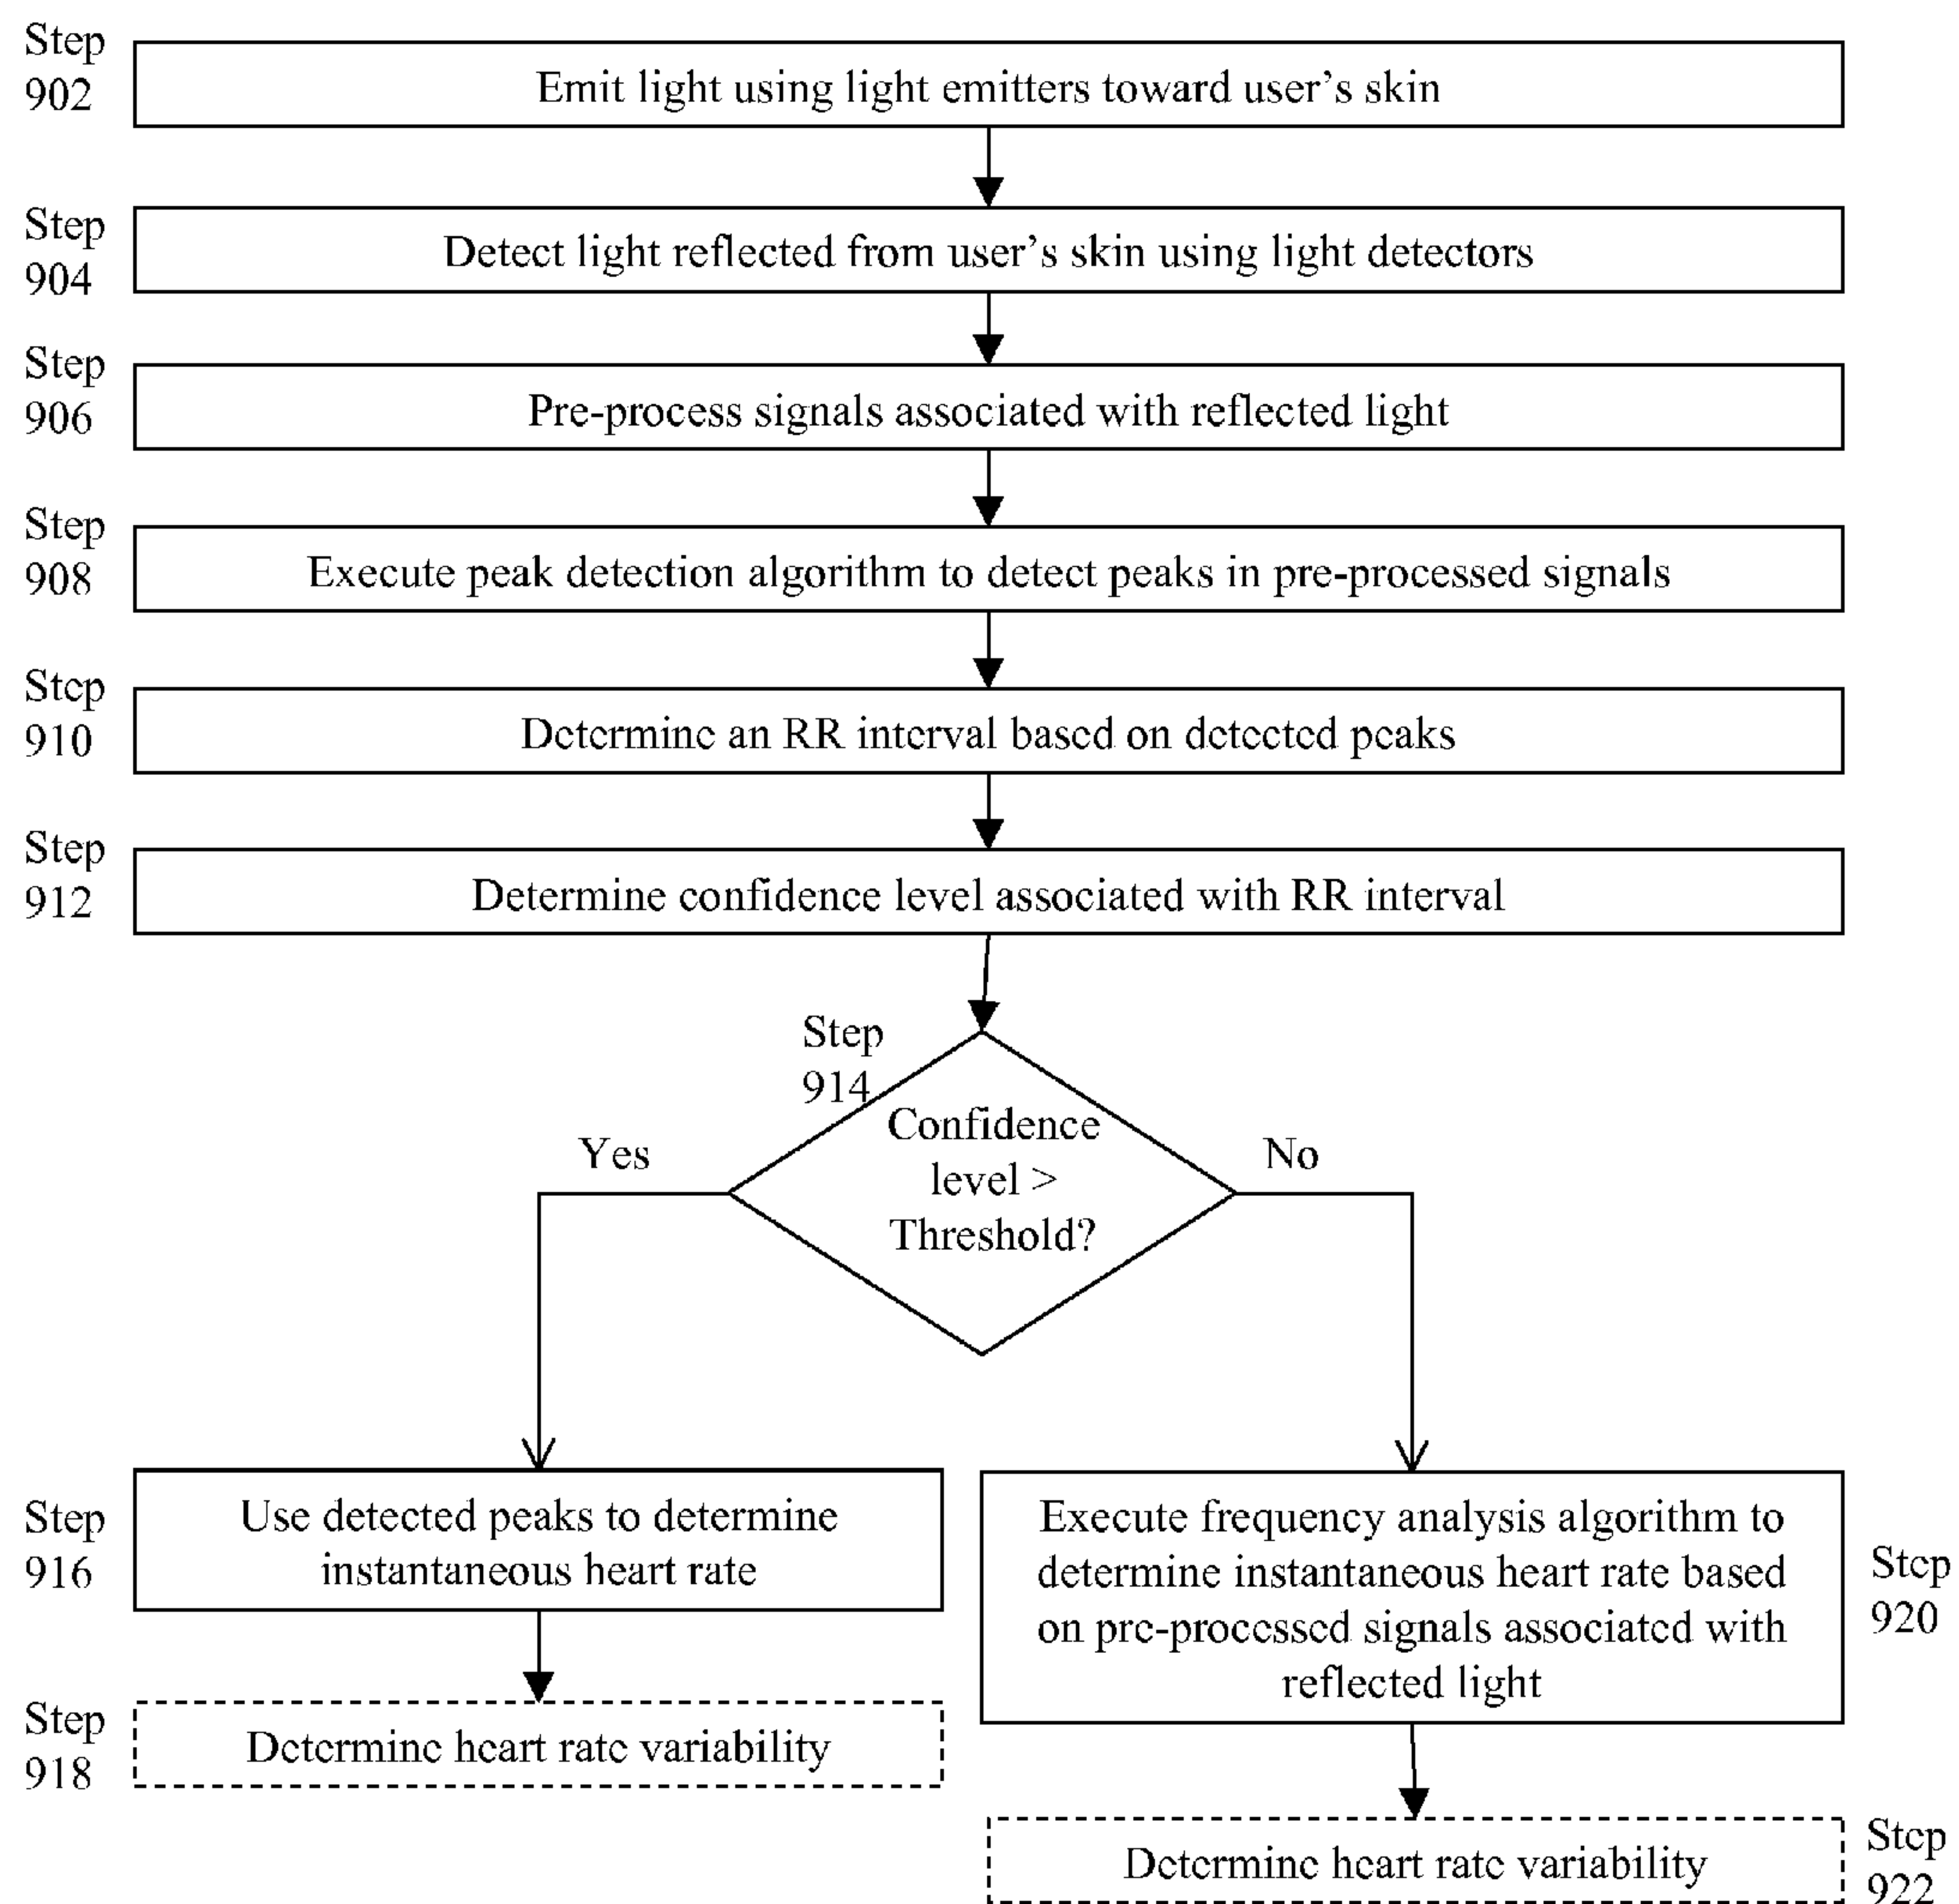 Step
902
Emit light using light emitters toward user's skin
Step
904
Detect light reflected from user's skin using light detectors
Step
906
Pre-process signals associated with reflected light
Step
908
Execute peak detection algorithm to detect peaks in pre-processed signals
Step
910
Determine an RR interval based on detected peaks
Step
912
Determine confidence level associated with RR interval
Step
914
Confidence
level >
Threshold?
Yes
No
Step
916
Use detected peaks to determine
instantaneous heart rate
Step
918
Determine heart rate variability
Execute frequency analysis algorithm to
determine instantaneous heart rate based
on pre-processed signals associated with
reflected light
Step
920
Determine heart rate variability
Step
922